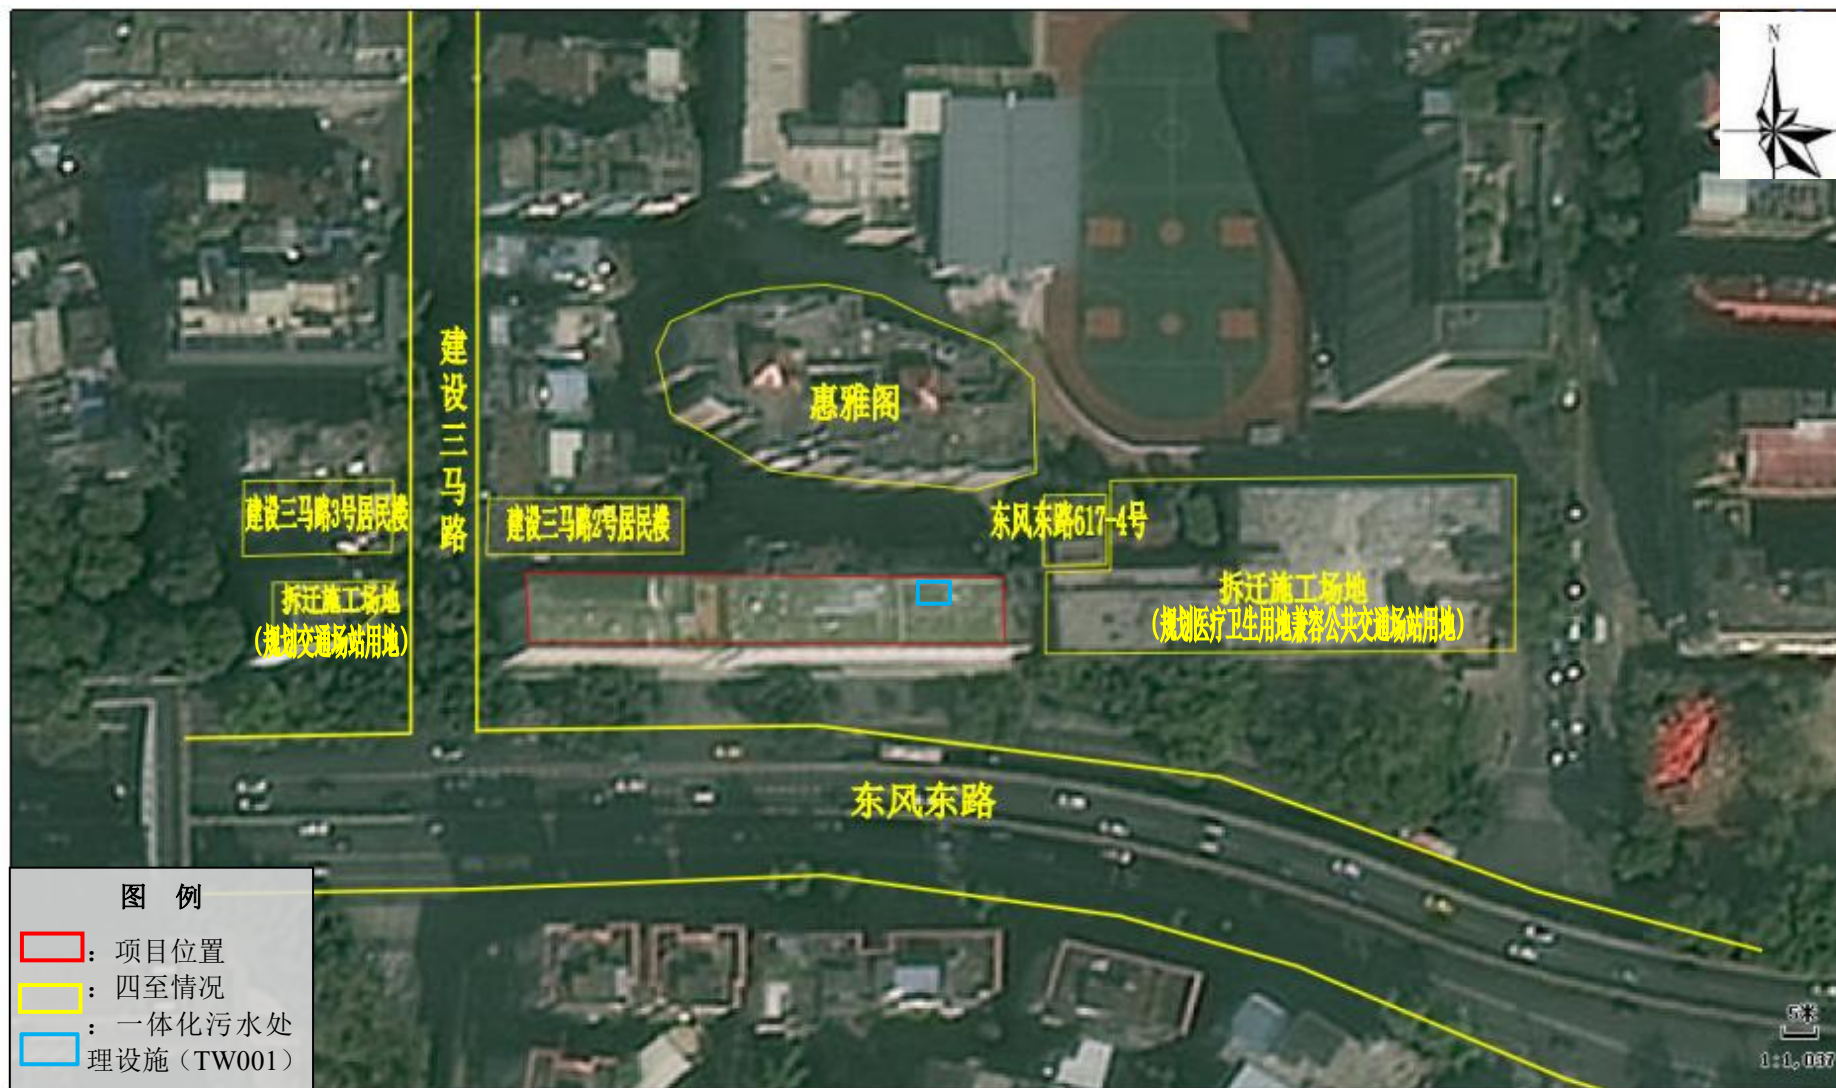 N
建设三马路
惠雅阁
建设三马路3号居民楼
建设三马路2号居民楼
东风东路617-4号
拆迁施工场地
(规划交通场站用地)
拆迁施工场地
(规划医疗卫生用地兼容公共交通场站用地)
东风东路
图 例
：项目位置
：四至情况
：一体化污水处
理设施（TW001）
5米
1:1,037